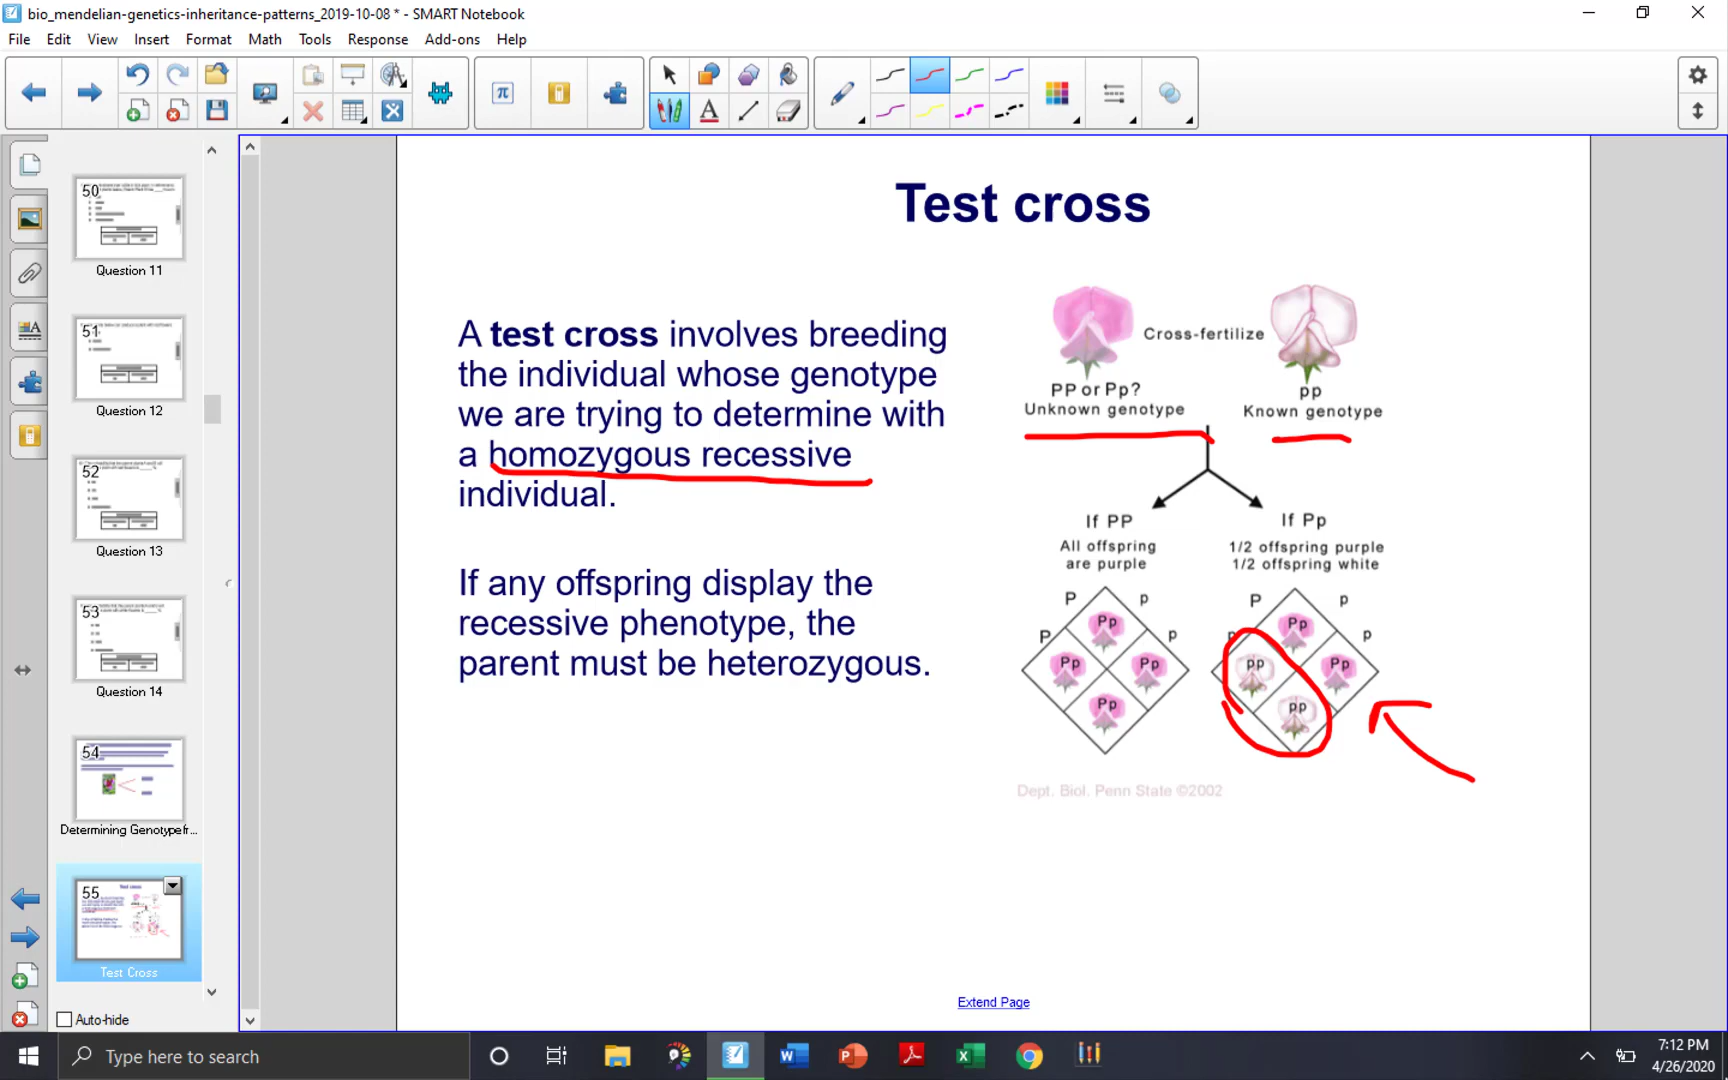 bio_mendelian-genetics-inheritance-patterns_2019-10-08 * - SMART Notebook
File Edit View Insert Format Math Tools Response Add-ons Help
50
Question 11
51
Question 12
52
Question 13
53
Question 14
54
Determining Genotypefr...
55
Test Cross
Auto-hide
Test cross
A test cross involves breeding
the individual whose genotype
we are trying to determine with
a homozygous recessive
individual.
If any offspring display the
recessive phenotype, the
parent must be heterozygous.
Cross-fertilize
PP or Pp?
Unknown genotype
pp
Known genotype
If PP
All offspring
are purple
If Pp
1/2 offspring purple
1/2 offspring white
P p
P p
Pp
Pp Pp
Pp
P p
p p
Pp
pp Pp
pp
Dept. Biol. Penn State ©2002
Extend Page
Type here to search
7:12 PM
4/26/2020